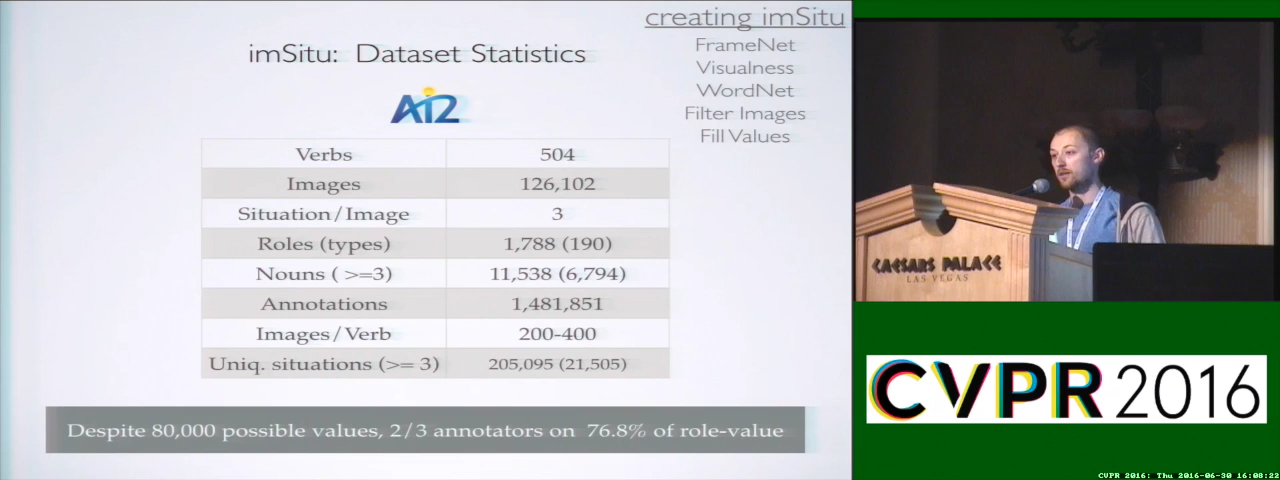 creating imSitu
FrameNet
Visualness
WordNet
Filter Images
Fill Values
imSitu: Dataset Statistics
Ai2
Verbs 504
Images 126,102
Situation/Image 3
Roles (types) 1,788 (190)
Nouns ( >=3) 11,538 (6,794)
Annotations 1,481,851
Images/Verb 200-400
Uniq. situations (>= 3) 205,095 (21,505)
Despite 80,000 possible values, 2/3 annotators on 76.8% of role-value
CAESARS PALACE
LAS VEGAS
CVPR 2016
CVPR 2016: Thu 2016-06-30 16:08:22